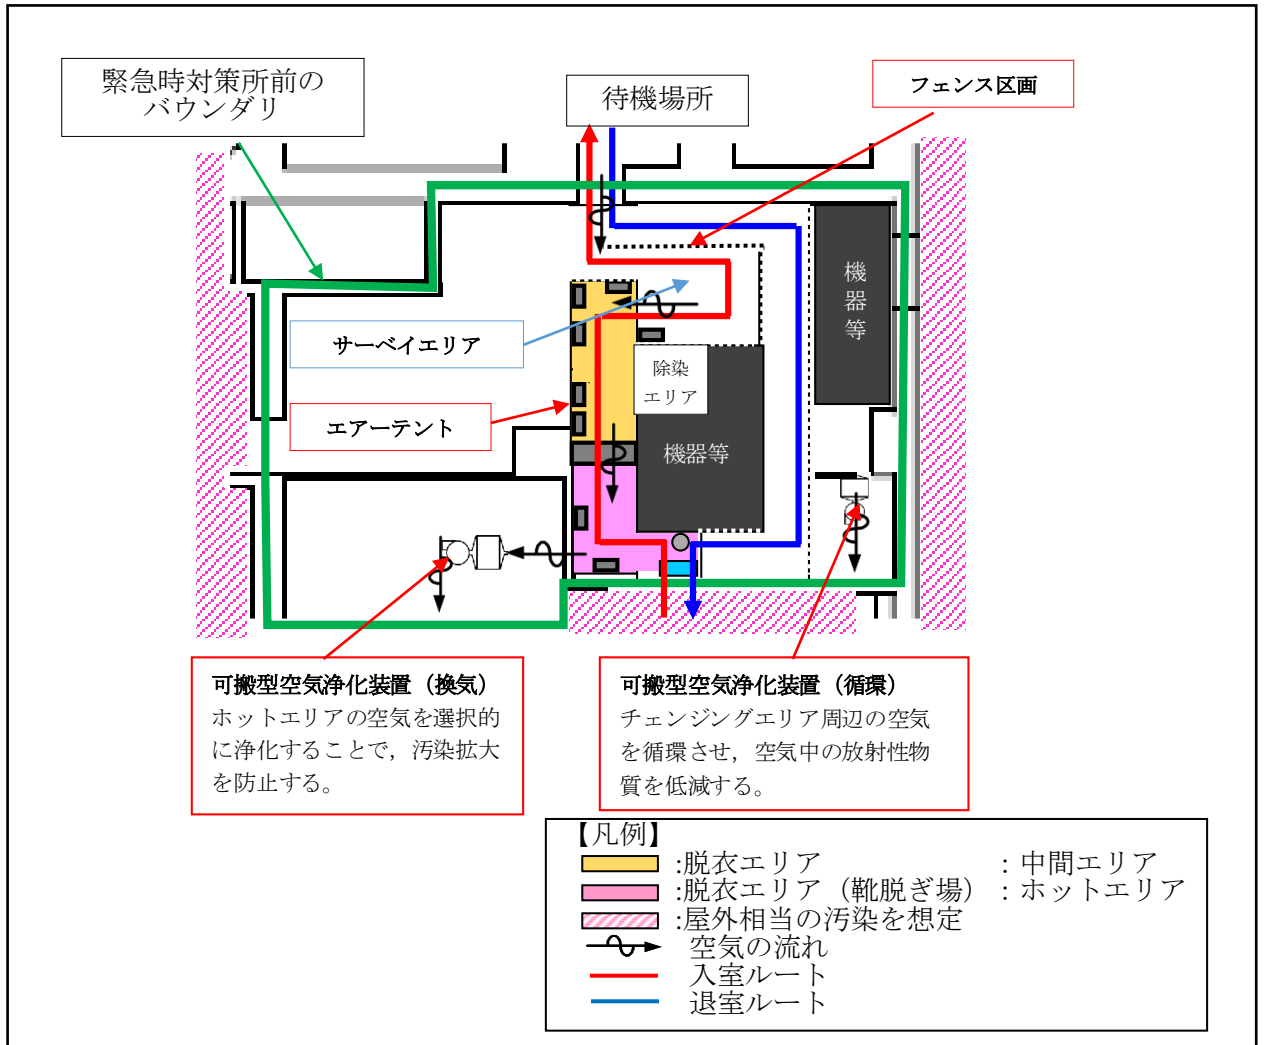 緊急時対策所前の
バウンダリ
待機場所
フェンス区画
機
器
等
サーベイエリア
除染
エリア
エアーテント
機器等
可搬型空気浄化装置（換気）
ホットエリアの空気を選択的
に浄化することで，汚染拡大
を防止する。
可搬型空気浄化装置（循環）
チェンジングエリア周辺の空気
を循環させ，空気中の放射性物
質を低減する。
【凡例】
:脱衣エリア　　　　　　：中間エリア
:脱衣エリア（靴脱ぎ場）：ホットエリア
:屋外相当の汚染を想定
空気の流れ
入室ルート
退室ルート